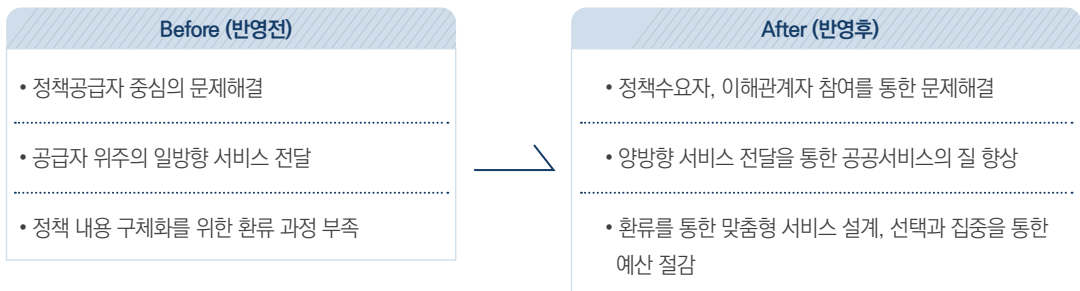 Before (반영전)
• 정책공급자 중심의 문제해결
• 공급자 위주의 일방향 서비스 전달
• 정책 내용 구체화를 위한 환류 과정 부족
After (반영후)
• 정책수요자, 이해관계자 참여를 통한 문제해결
• 양방향 서비스 전달을 통한 공공서비스의 질 향상
• 환류를 통한 맞춤형 서비스 설계, 선택과 집중을 통한
예산 절감